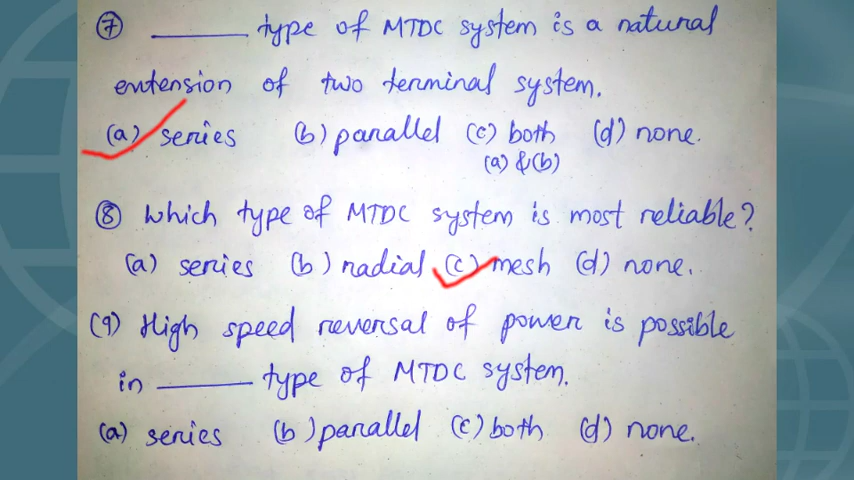 ⑦ ______ type of MTDC system is a natural
entension of two terminal system.
(a) series (b) parallel (c) both (d) none.
(a) & (b)
⑧ Which type of MTDC system is most reliable?
(a) series (b) radial (c) mesh (d) none.
(9) High speed reversal of power is possible
in ______ type of MTDC system.
(a) series (b) parallel (c) both (d) none.